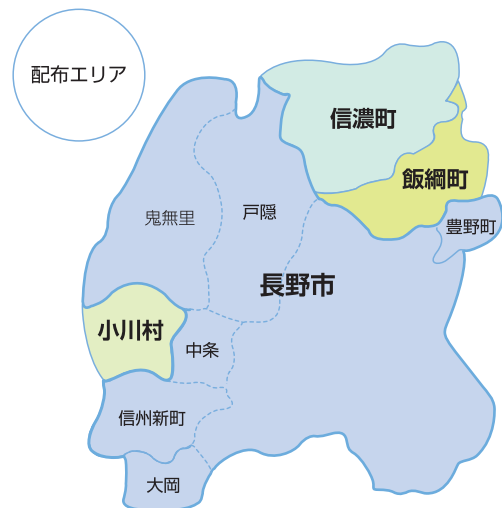 配布エリア
信濃町
飯綱町
豊野町
鬼無里
戸隠
長野市
小川村
中条
信州新町
大岡